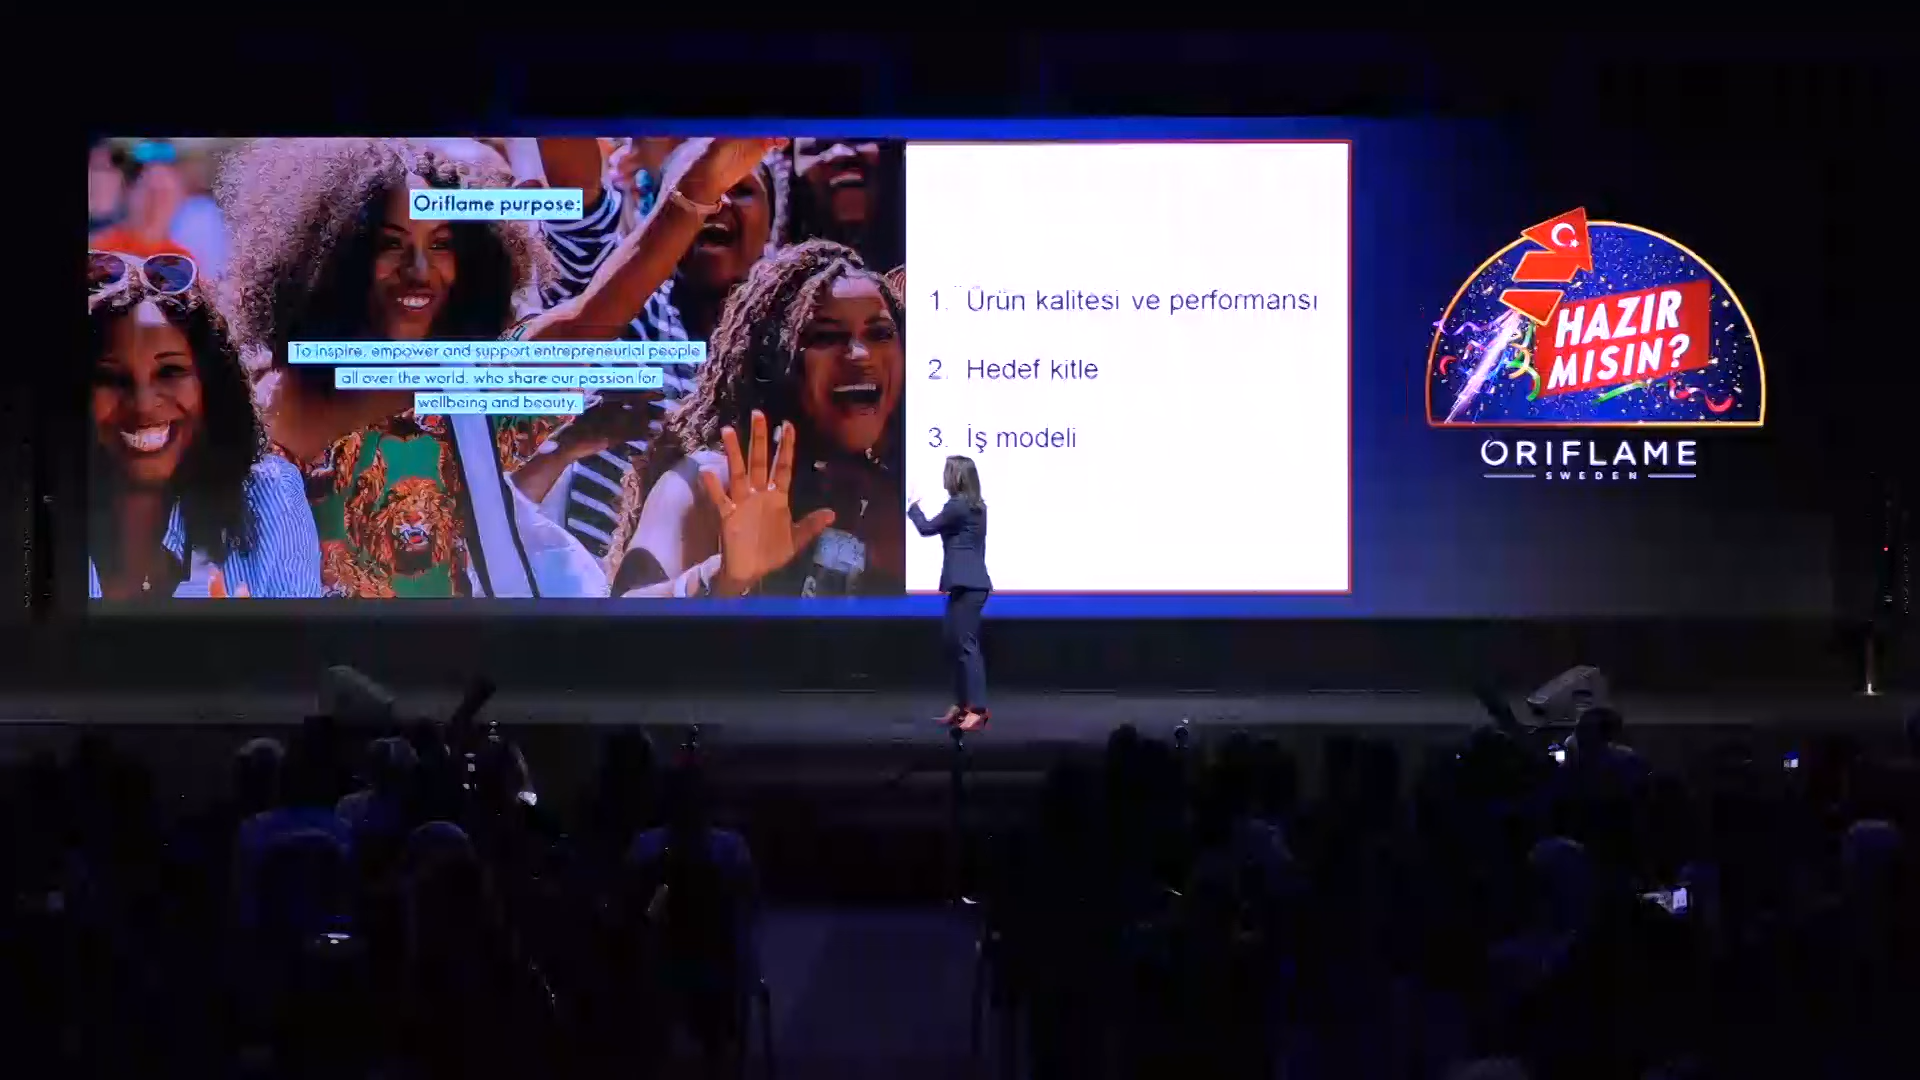 Oriflame purpose:
To inspire, empower and support entrepreneurial people
all over the world, who share our passion for
wellbeing and beauty.
1. Ürün kalitesi ve performansı
2. Hedef kitle
3. İş modeli
HAZIR
MISIN?
ORIFLAME
SWEDEN